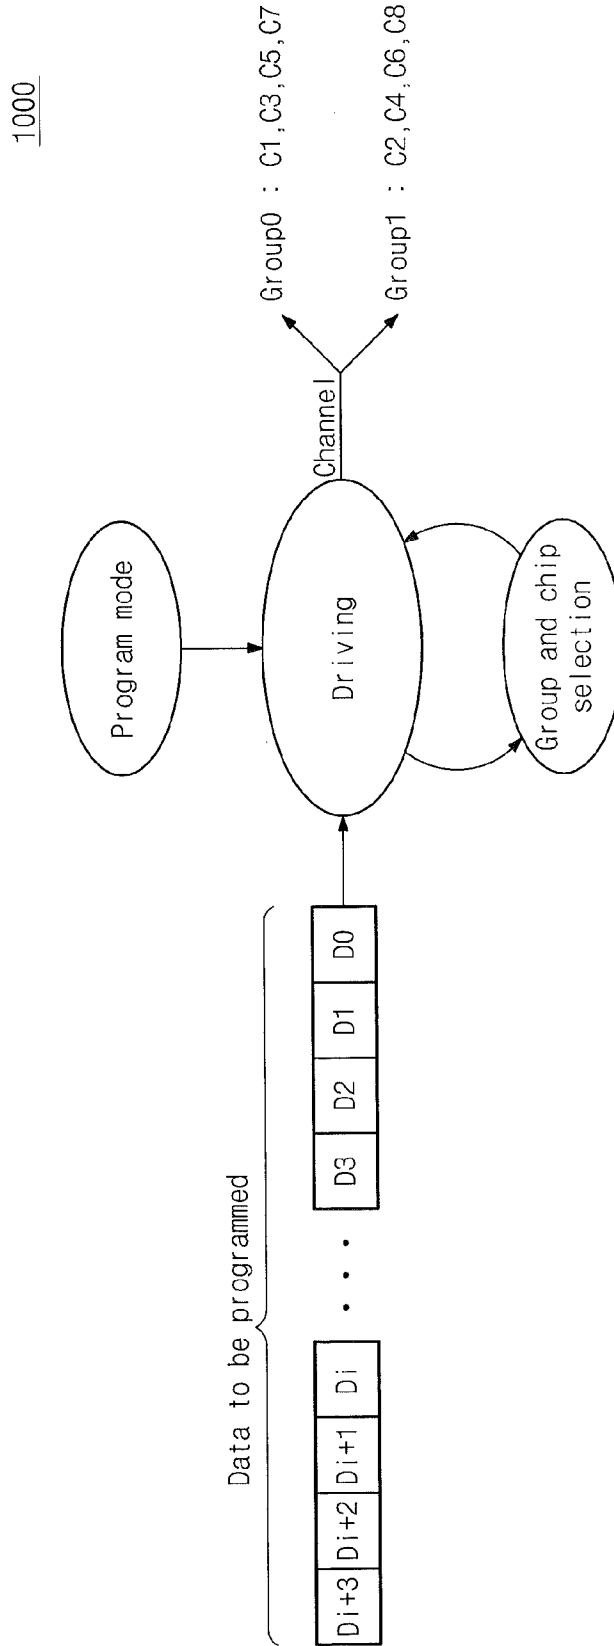 1000
Data to be programmed
Di+3
Di+2
Di+1
Di
• • •
D3
D2
D1
D0
Program mode
Driving
Group and chip
selection
Channel
Group0 : C1,C3,C5,C7
Group1 : C2,C4,C6,C8